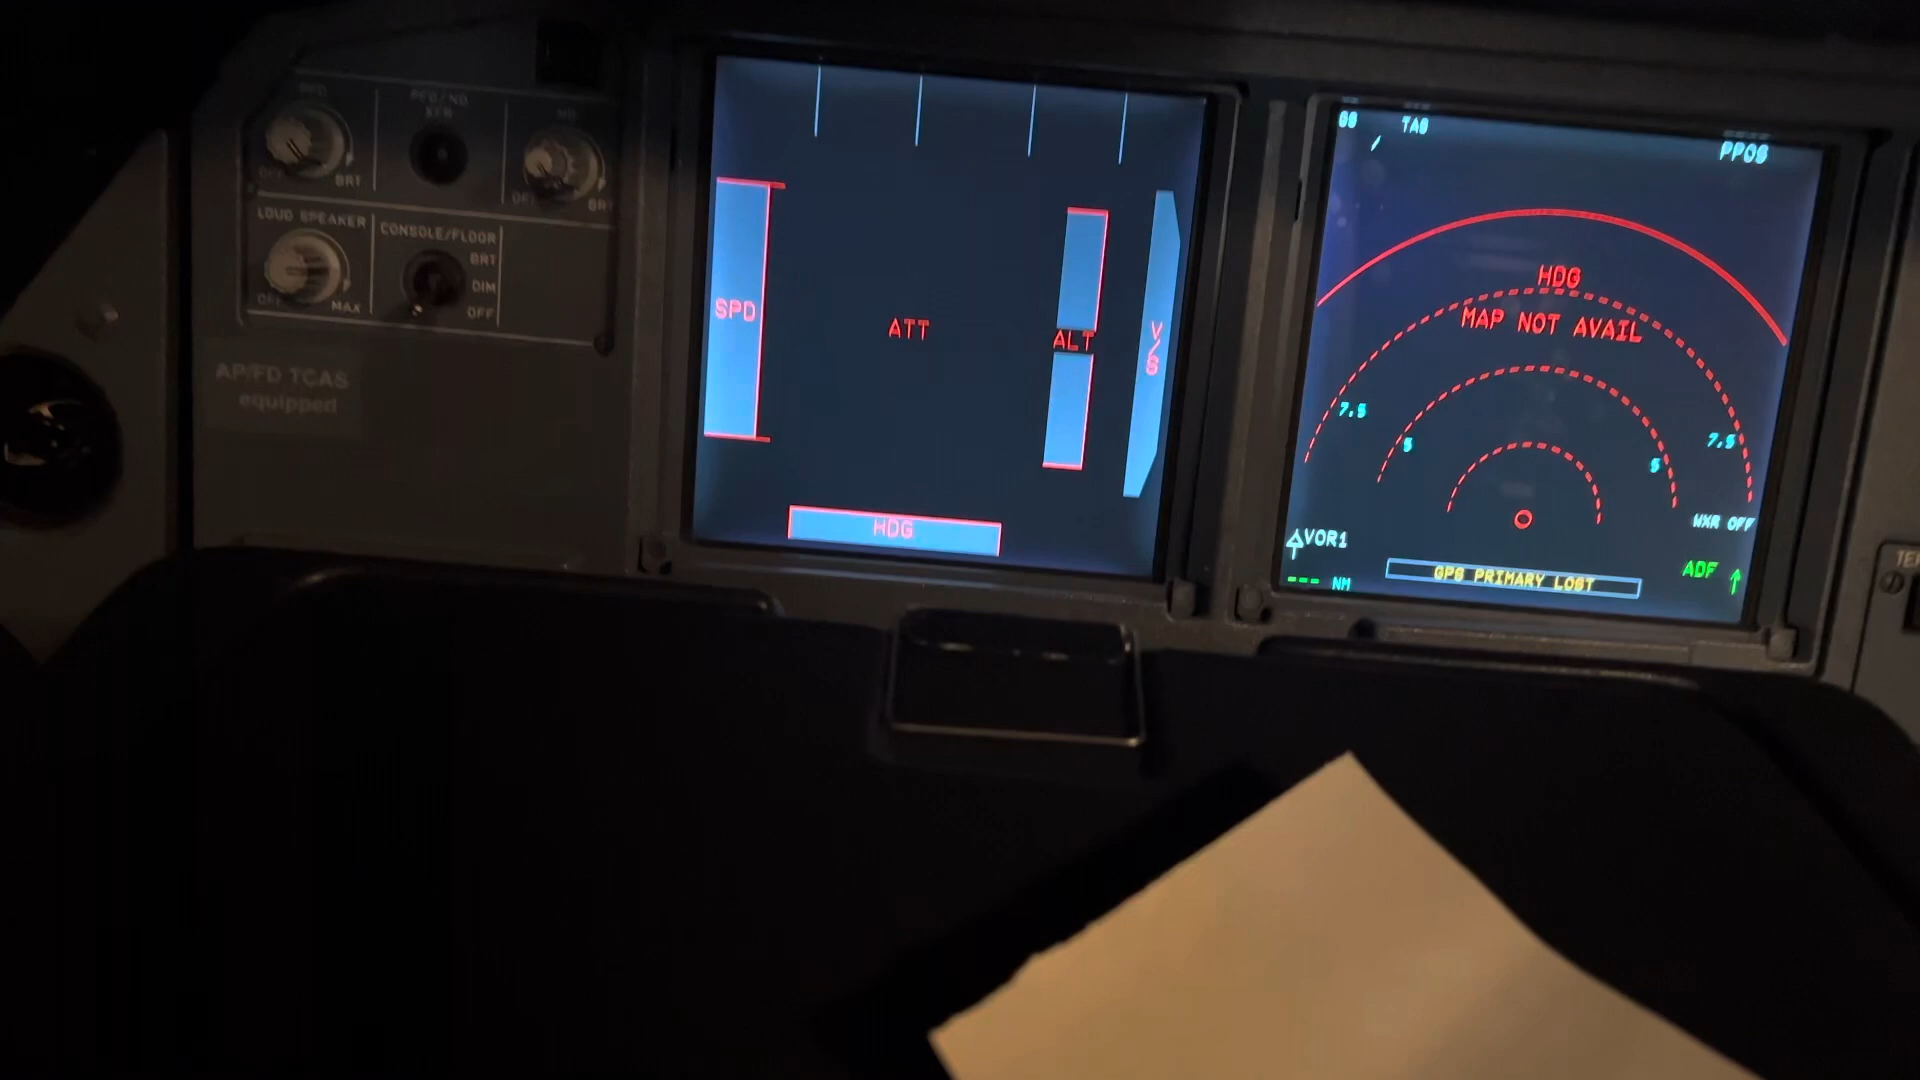 PFD
PFD/ND
XFR
ND
OFF
BRT
OFF
BRT
LOUD SPEAKER
CONSOLE/FLOOR
BRT
DIM
OFF
OFF
MAX
AP/FD TCAS
equipped
SPD
ATT
ALT
V/S
HDG
GS
TAS
PPOS
HDG
MAP NOT AVAIL
7.5
7.5
5
5
WXR OFF
VOR1
ADF
--- NM
GPS PRIMARY LOST